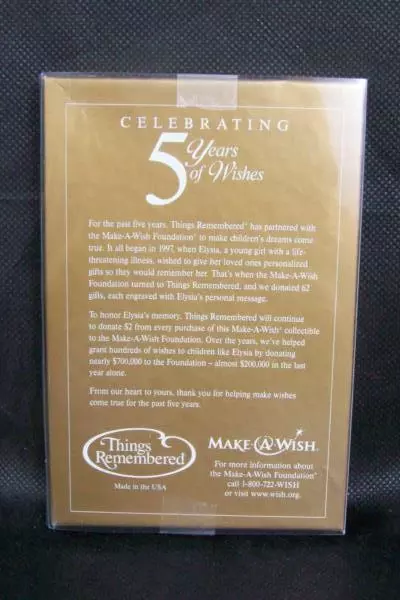 CELEBRATING
5 Years
of Wishes
For the past five years, Things Remembered® has partnered with
the Make-A-Wish Foundation® to make children's dreams come
true. It all began in 1997 when Elysia, a young girl with a life-
threatening illness, wished to give her loved ones personalized
gifts so they would remember her. That's when the Make-A-Wish
Foundation turned to Things Remembered, and we donated 62
gifts, each engraved with Elysia's personal message.
To honor Elysia's memory, Things Remembered will continue
to donate $2 from every purchase of this Make-A-Wish® collectible
to the Make-A-Wish Foundation. Over the years, we've helped
grant hundreds of wishes to children like Elysia by donating
nearly $700,000 to the Foundation – almost $200,000 in the last
year alone.
From our heart to yours, thank you for helping make wishes
come true for the past five years.
Things
Remembered®
Made in the USA
MAKE-A-WISH®
For more information about
the Make-A-Wish Foundation®
call 1-800-722-WISH
or visit www.wish.org.